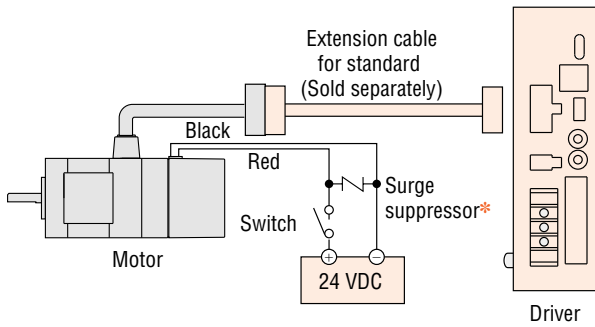 Extension cable
for standard
(Sold separately)
Black
Red
Surge
suppressor*
Switch
Motor
+
−
24 VDC
Driver